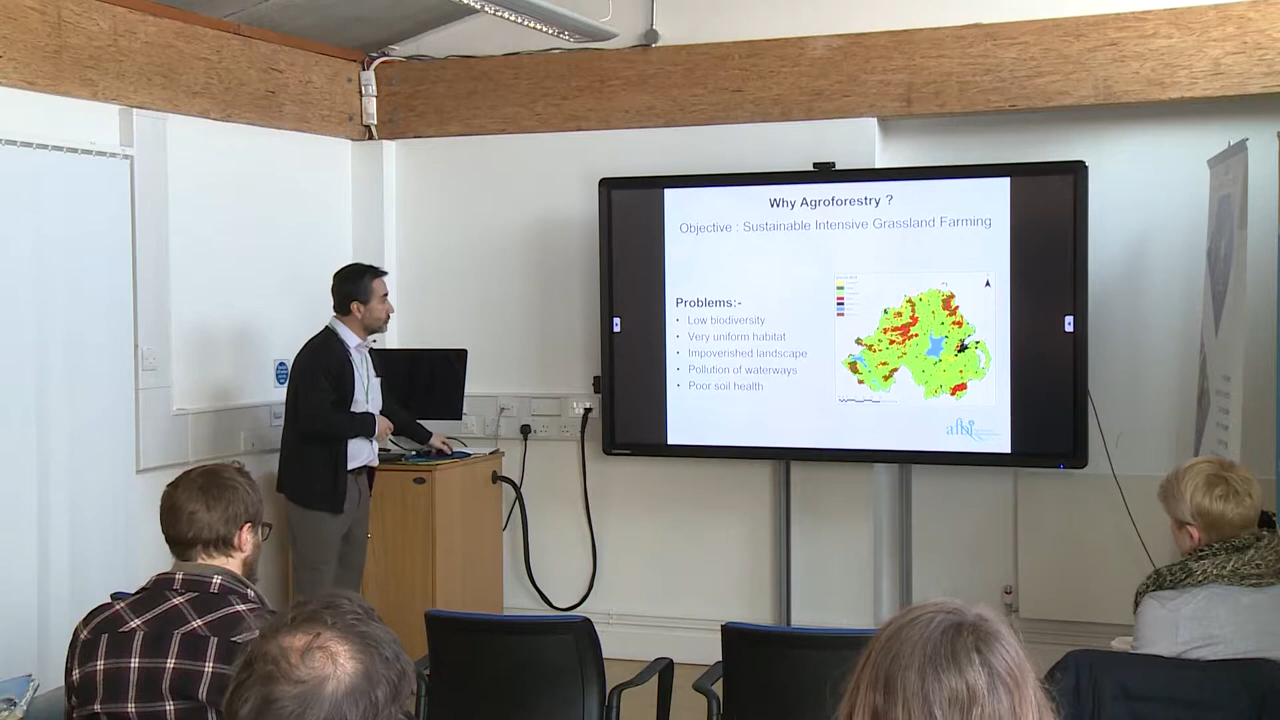 Why Agroforestry ?
Objective : Sustainable Intensive Grassland Farming
Problems:-
• Low biodiversity
• Very uniform habitat
• Impoverished landscape
• Pollution of waterways
• Poor soil health
afbi